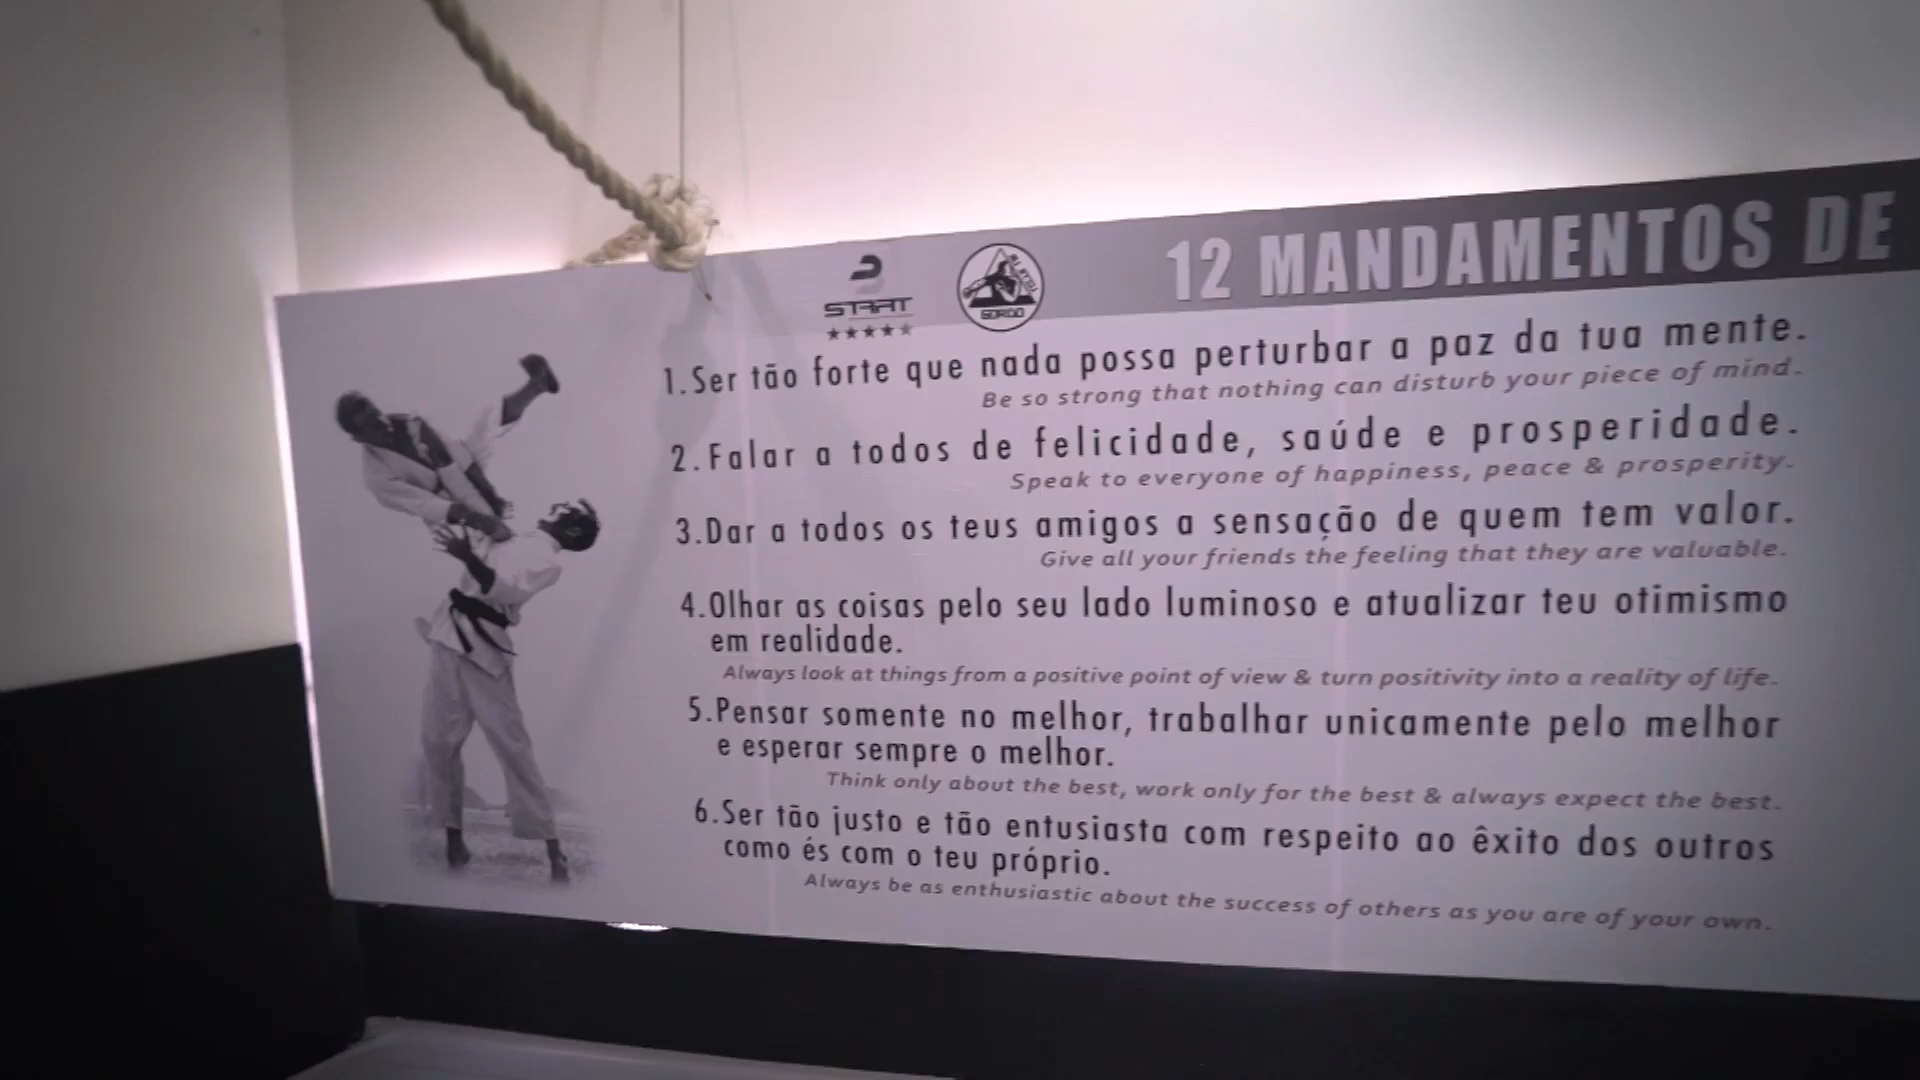 START
JIU JITSU
GORDO
12 MANDAMENTOS DE
1.Ser tão forte que nada possa perturbar a paz da tua mente.
Be so strong that nothing can disturb your piece of mind.
2.Falar a todos de felicidade, saúde e prosperidade.
Speak to everyone of happiness, peace & prosperity.
3.Dar a todos os teus amigos a sensação de quem tem valor.
Give all your friends the feeling that they are valuable.
4.Olhar as coisas pelo seu lado luminoso e atualizar teu otimismo
em realidade.
Always look at things from a positive point of view & turn positivity into a reality of life.
5.Pensar somente no melhor, trabalhar unicamente pelo melhor
e esperar sempre o melhor.
Think only about the best, work only for the best & always expect the best.
6.Ser tão justo e tão entusiasta com respeito ao êxito dos outros
como és com o teu próprio.
Always be as enthusiastic about the success of others as you are of your own.